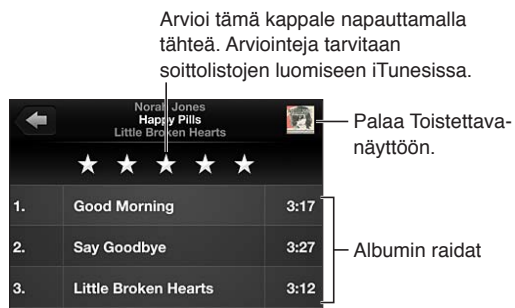 Arvioi tämä kappale napauttamalla
tähteä. Arviointeja tarvitaan
soittolistojen luomiseen iTunesissa.
Norah Jones
Happy Pills
Little Broken Hearts
Palaa Toistettava-
näyttöön.
1. Good Morning 3:17
2. Say Goodbye 3:27
3. Little Broken Hearts 3:12
Albumin raidat